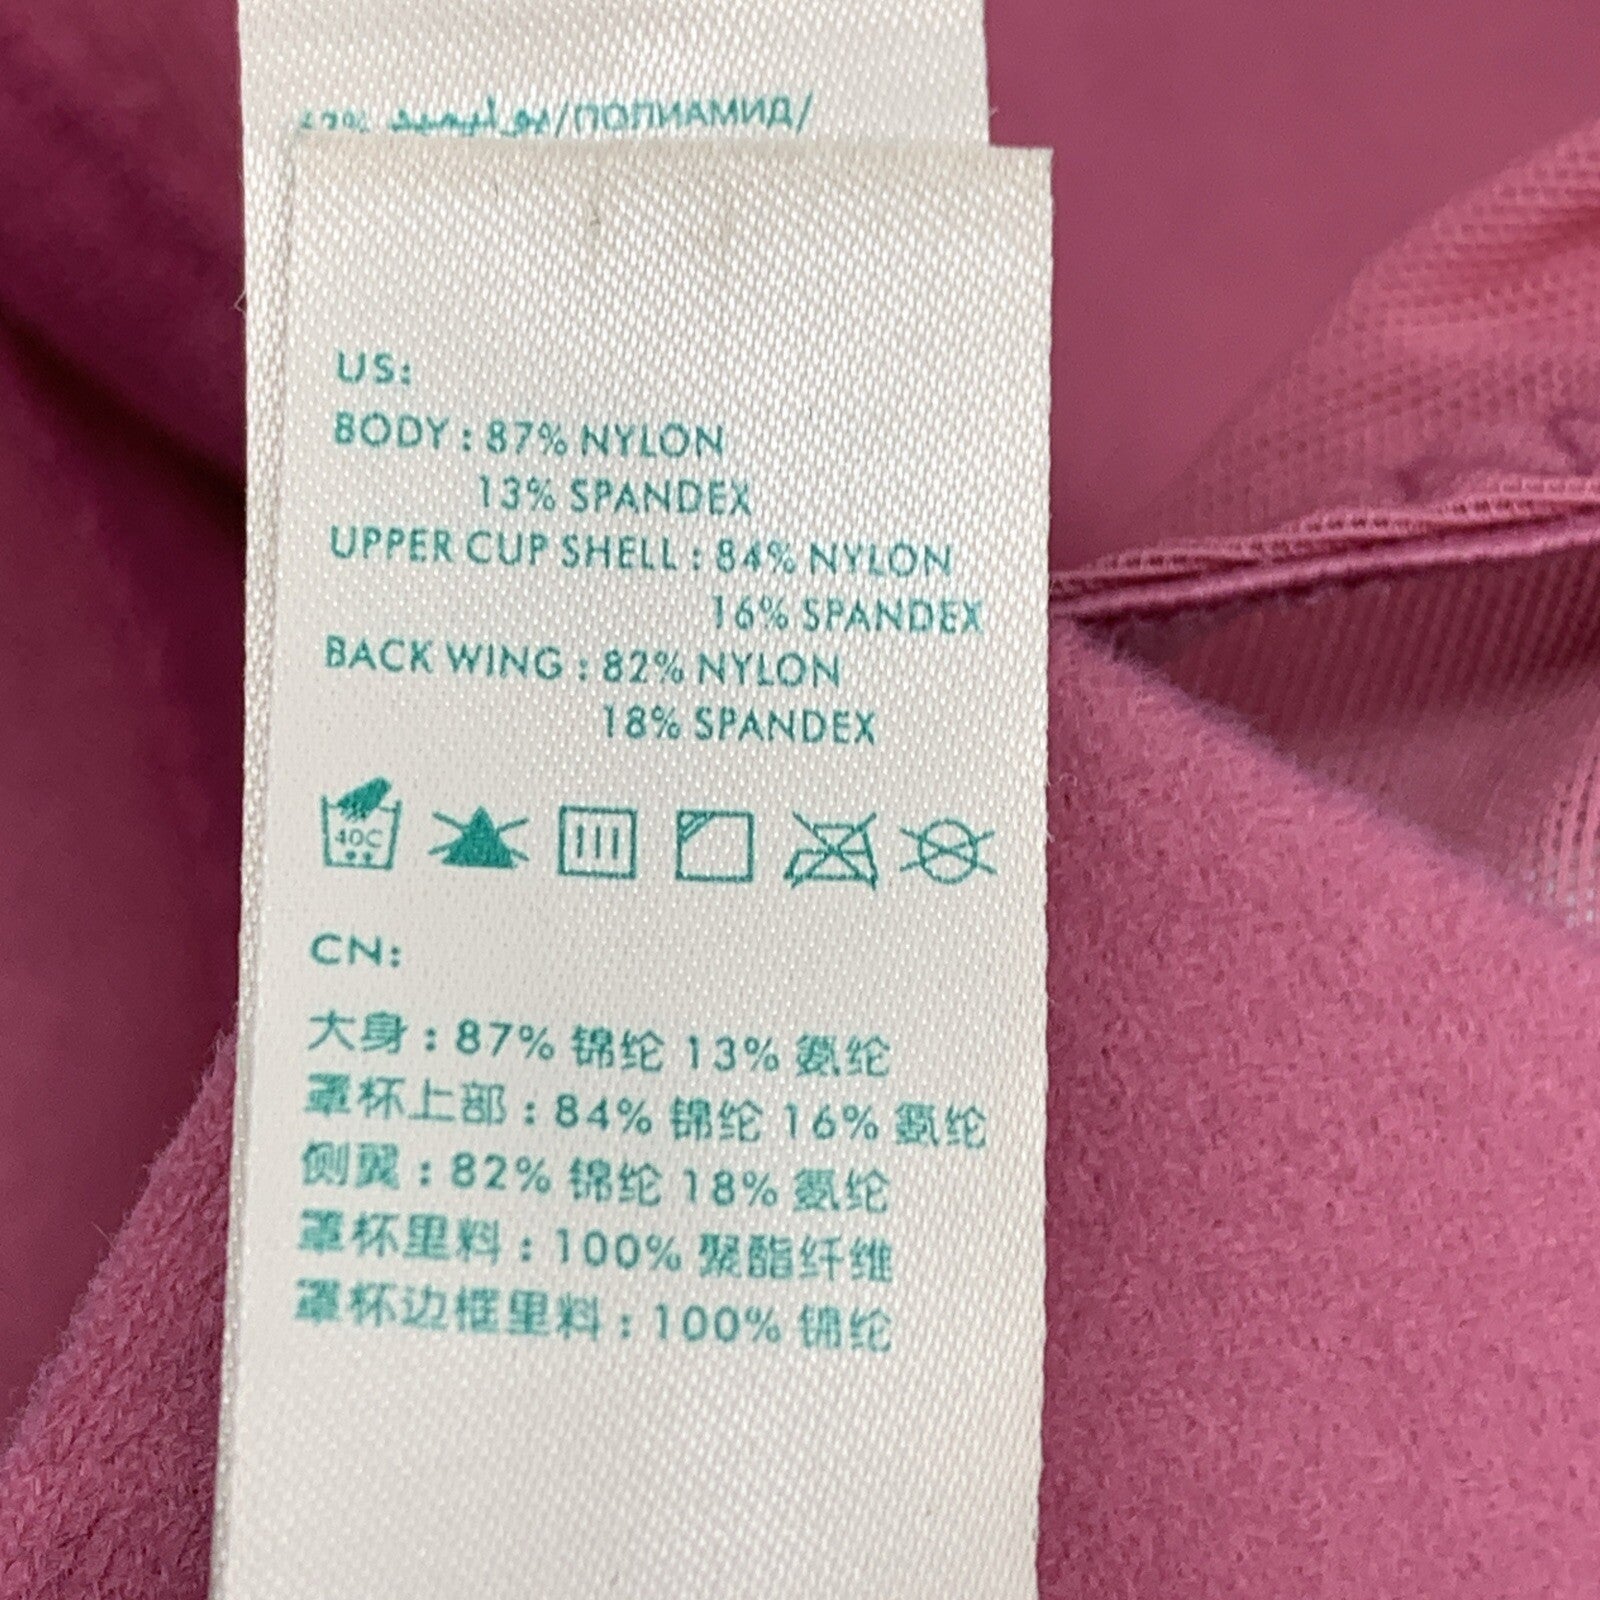 /ПОЛИАМИД/
US:
BODY : 87% NYLON
13% SPANDEX
UPPER CUP SHELL : 84% NYLON
16% SPANDEX
BACK WING : 82% NYLON
18% SPANDEX
40C
CN:
大身 : 87% 锦纶 13% 氨纶
罩杯上部 : 84% 锦纶 16% 氨纶
侧翼 : 82% 锦纶 18% 氨纶
罩杯里料 : 100% 聚酯纤维
罩杯边框里料 : 100% 锦纶